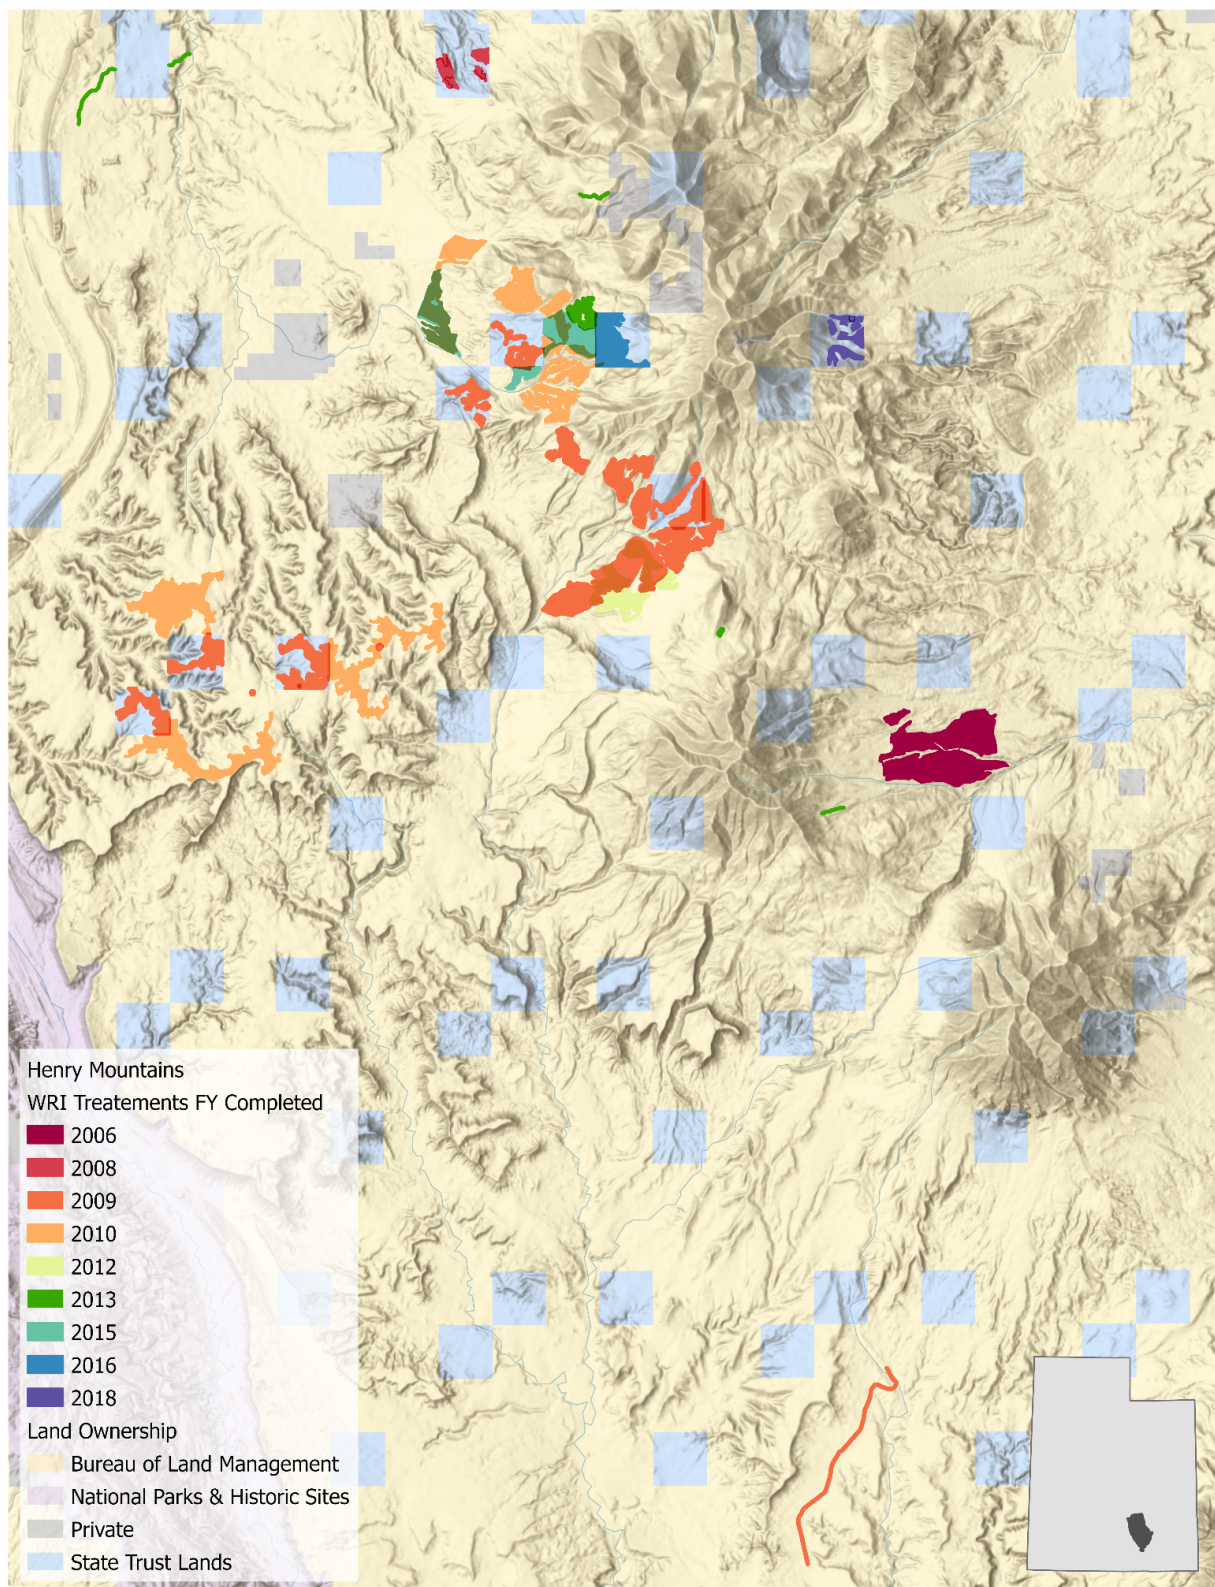 Henry Mountains
WRI Treatements FY Completed
2006
2008
2009
2010
2012
2013
2015
2016
2018
Land Ownership
Bureau of Land Management
National Parks & Historic Sites
Private
State Trust Lands